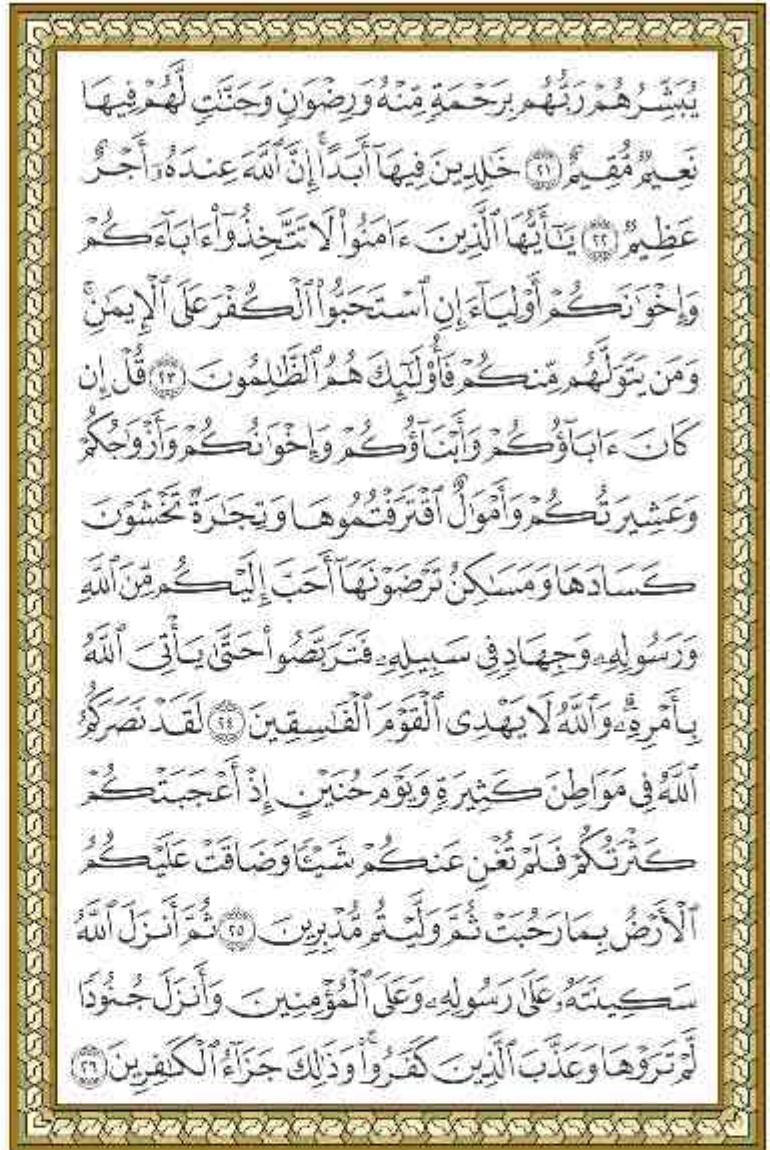 يُبَشِّرُهُمْ رَبُّهُم بِرَحْمَةٍ مِّنْهُ وَرِضْوَٰنٍ وَجَنَّٰتٍ لَّهُمْ فِيهَا
نَعِيمٌ مُّقِيمٌ ٢١ خَٰلِدِينَ فِيهَآ أَبَدًا ۚ إِنَّ ٱللَّهَ عِندَهُۥٓ أَجْرٌ
عَظِيمٌ ٢٢ يَٰٓأَيُّهَا ٱلَّذِينَ ءَامَنُوا۟ لَا تَتَّخِذُوٓا۟ ءَابَآءَكُمْ
وَإِخْوَٰنَكُمْ أَوْلِيَآءَ إِنِ ٱسْتَحَبُّوا۟ ٱلْكُفْرَ عَلَى ٱلْإِيمَٰنِ ۚ
وَمَن يَتَوَلَّهُم مِّنكُمْ فَأُو۟لَٰٓئِكَ هُمُ ٱلظَّٰلِمُونَ ٢٣ قُلْ إِن
كَانَ ءَابَآؤُكُمْ وَأَبْنَآؤُكُمْ وَإِخْوَٰنُكُمْ وَأَزْوَٰجُكُمْ
وَعَشِيرَتُكُمْ وَأَمْوَٰلٌ ٱقْتَرَفْتُمُوهَا وَتِجَٰرَةٌ تَخْشَوْنَ
كَسَادَهَا وَمَسَٰكِنُ تَرْضَوْنَهَآ أَحَبَّ إِلَيْكُم مِّنَ ٱللَّهِ
وَرَسُولِهِۦ وَجِهَادٍ فِى سَبِيلِهِۦ فَتَرَبَّصُوا۟ حَتَّىٰ يَأْتِىَ ٱللَّهُ
بِأَمْرِهِۦ ۗ وَٱللَّهُ لَا يَهْدِى ٱلْقَوْمَ ٱلْفَٰسِقِينَ ٢٤ لَقَدْ نَصَرَكُمُ
ٱللَّهُ فِى مَوَاطِنَ كَثِيرَةٍ وَيَوْمَ حُنَيْنٍ إِذْ أَعْجَبَتْكُمْ
كَثْرَتُكُمْ فَلَمْ تُغْنِ عَنكُمْ شَيْـًٔا وَضَاقَتْ عَلَيْكُمُ
ٱلْأَرْضُ بِمَا رَحُبَتْ ثُمَّ وَلَّيْتُم مُّدْبِرِينَ ٢٥ ثُمَّ أَنزَلَ ٱللَّهُ
سَكِينَتَهُۥ عَلَىٰ رَسُولِهِۦ وَعَلَى ٱلْمُؤْمِنِينَ وَأَنزَلَ جُنُودًا
لَّمْ تَرَوْهَا وَعَذَّبَ ٱلَّذِينَ كَفَرُوا۟ ۚ وَذَٰلِكَ جَزَآءُ ٱلْكَٰفِرِينَ ٢٦